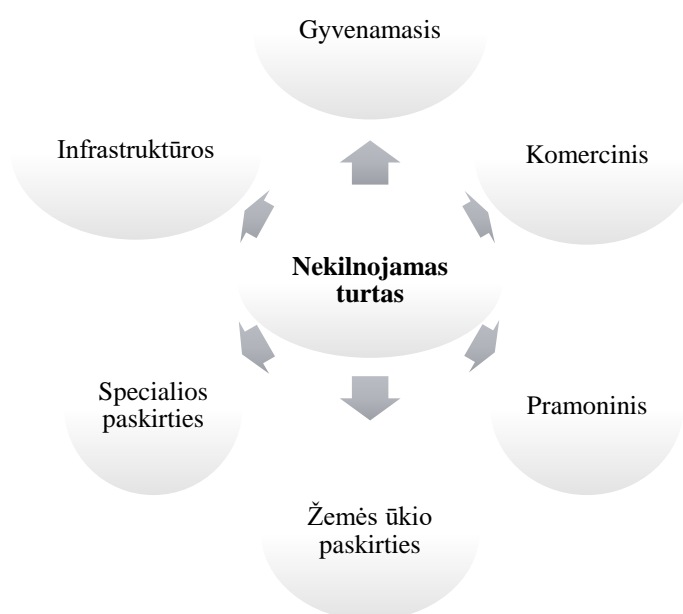 Gyvenamasis
Infrastruktūros
Komercinis
Nekilnojamas
turtas
Specialios
paskirties
Pramoninis
Žemės ūkio
paskirties